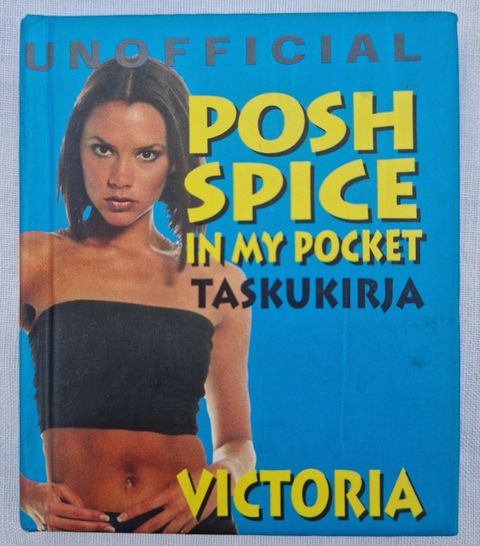 UNOFFICIAL
POSH
SPICE
IN MY POCKET
TASKUKIRJA
VICTORIA